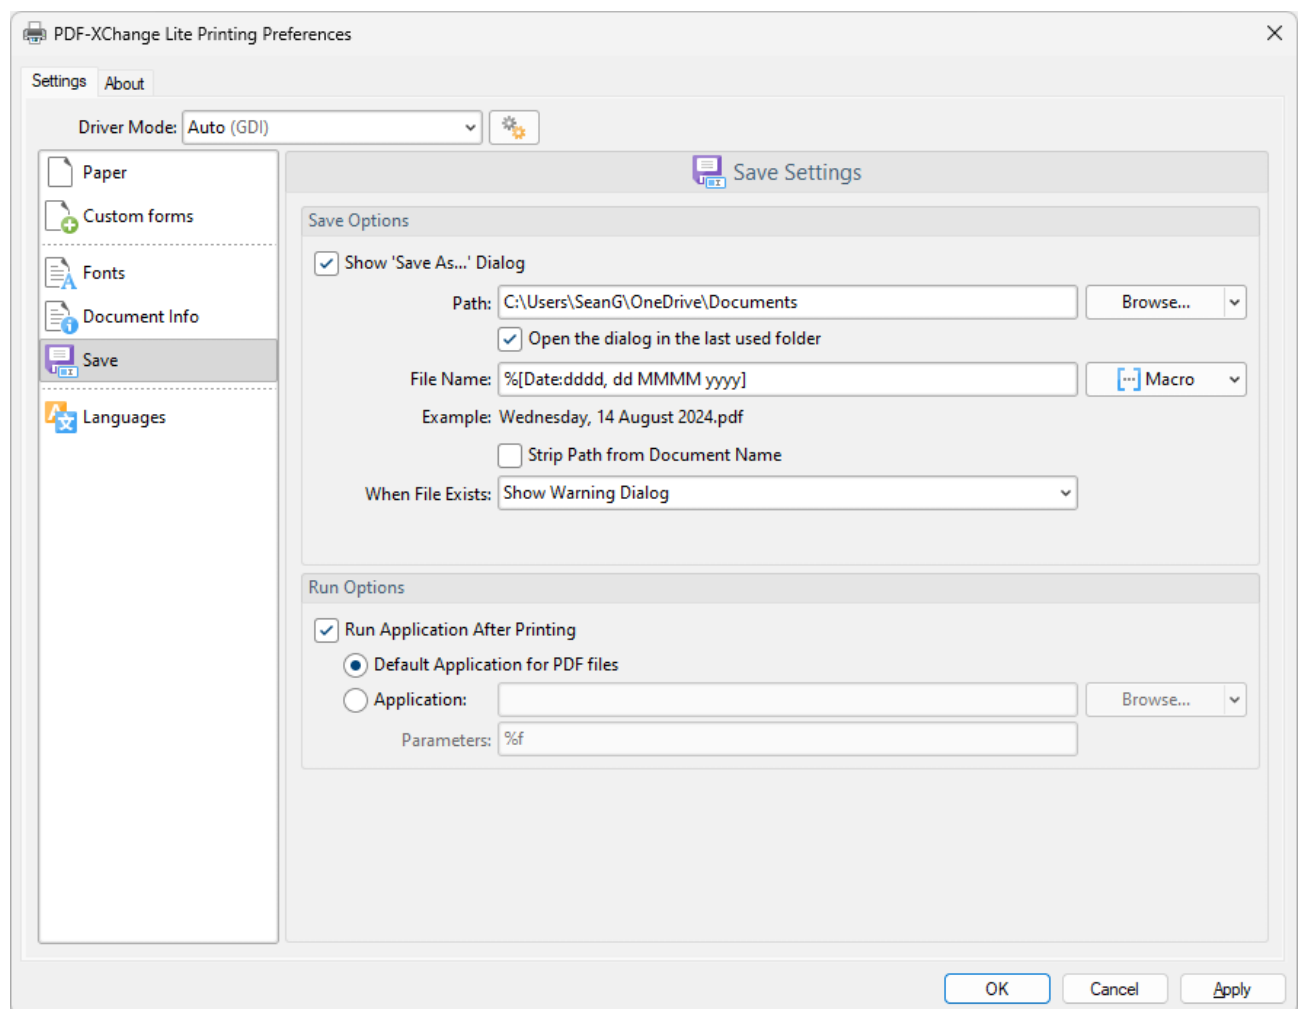 PDF-XChange Lite Printing Preferences
Settings About
Driver Mode: Auto (GDI)
Paper
Custom forms
Fonts
Document Info
Save
Languages
Save Settings
Save Options
Show 'Save As...' Dialog
Path: C:\Users\SeanG\OneDrive\Documents Browse...
Open the dialog in the last used folder
File Name: %[Date:dddd, dd MMMM yyyy] Macro
Example: Wednesday, 14 August 2024.pdf
Strip Path from Document Name
When File Exists: Show Warning Dialog
Run Options
Run Application After Printing
Default Application for PDF files
Application: Browse...
Parameters: %f
OK Cancel Apply